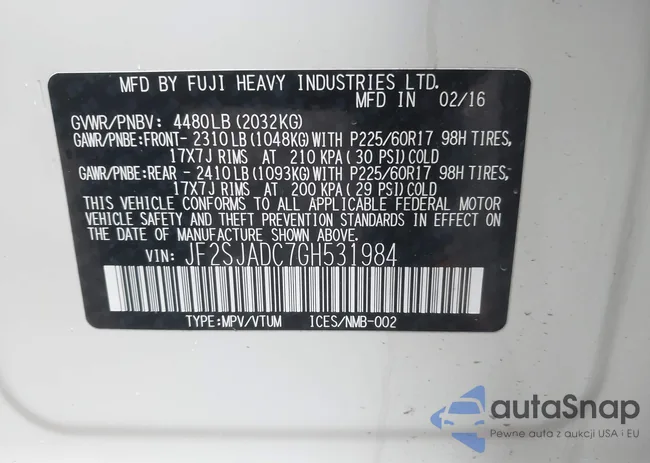 MFD BY FUJI HEAVY INDUSTRIES LTD.
MFD IN 02/16
GVWR/PNBV: 4480LB(2032KG)
GAWR/PNBE:FRONT- 2310LB(1048KG)WITH P225/60R17 98H TIRES,
17X7J RIMS AT 210 KPA( 30 PSI)COLD
GAWR/PNBE:REAR - 2410LB(1093KG)WITH P225/60R17 98H TIRES,
17X7J RIMS AT 200 KPA( 29 PSI)COLD
THIS VEHICLE CONFORMS TO ALL APPLICABLE FEDERAL MOTOR
VEHICLE SAFETY AND THEFT PREVENTION STANDARDS IN EFFECT ON
THE DATE OF MANUFACTURE SHOWN ABOVE.
VIN: JF2SJADC7GH531984
TYPE:MPV/VTUM ICES/NMB-002
autaSnap
Pewne auta z aukcji USA i EU